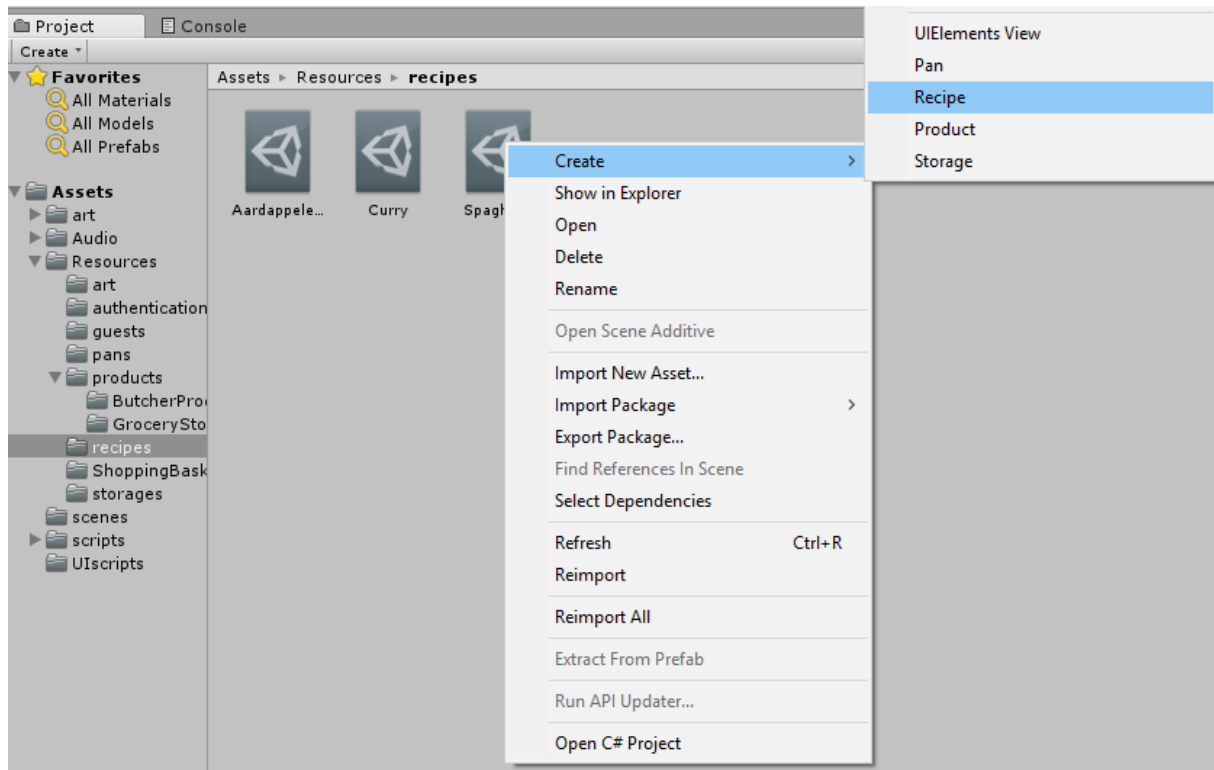 Project
Console
Create
Favorites
All Materials
All Models
All Prefabs
Assets
art
Audio
Resources
art
authentication
guests
pans
products
ButcherPro
GrocerySto
recipes
ShoppingBask
storages
scenes
scripts
UIscripts
Assets Resources recipes
Aardappele...
Curry
Spagh
Create
Show in Explorer
Open
Delete
Rename
Open Scene Additive
Import New Asset...
Import Package
Export Package...
Find References In Scene
Select Dependencies
Refresh Ctrl+R
Reimport
Reimport All
Extract From Prefab
Run API Updater...
Open C# Project
UIElements View
Pan
Recipe
Product
Storage